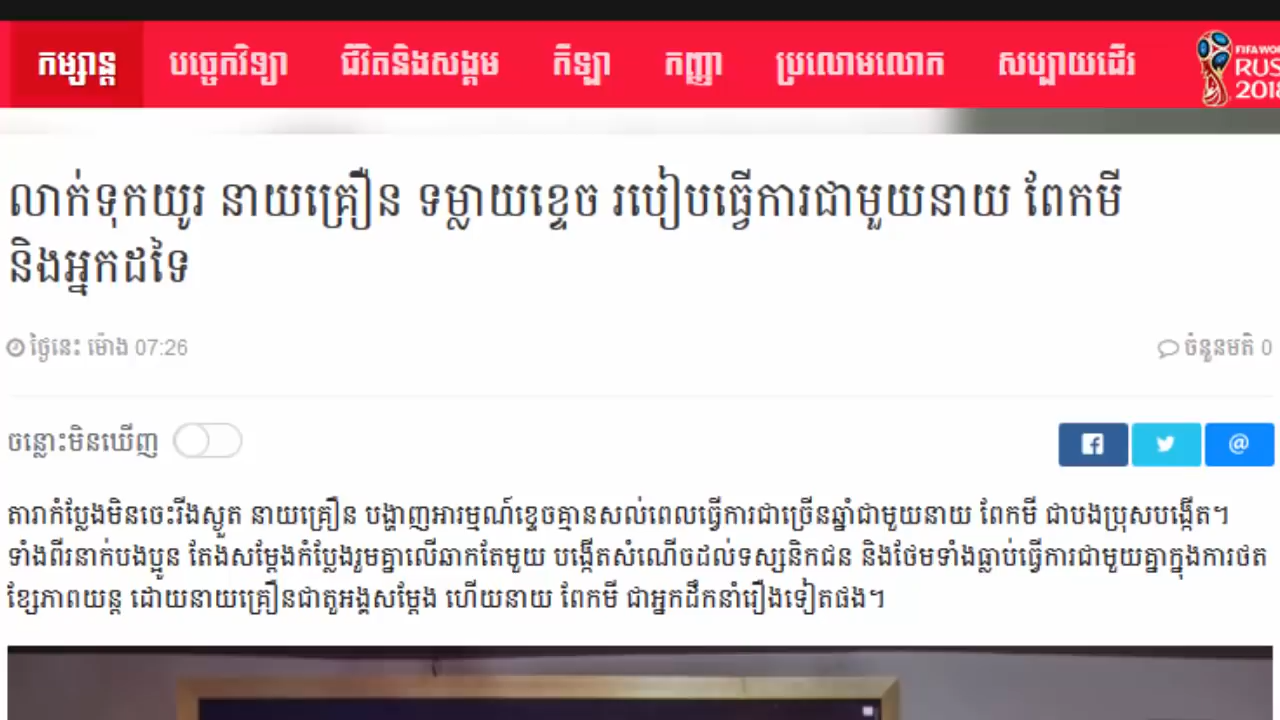 កម្សាន្ត បច្ចេកវិទ្យា ជីវិតនិងសង្គម កីឡា កញ្ញា ប្រលោមលោក សប្បាយដើរ
FIFA WOR
RUS
2018
លាក់ទុកយូរ នាយគ្រឿន ទម្លាយខ្ទេច របៀបធ្វើការជាមួយនាយ ពែកមី
និងអ្នកដទៃ
ថ្ងៃនេះ ម៉ោង 07:26 ចំនួនមតិ 0
ចន្លោះមិនឃើញ
តារាកំប្លែងមិនចេះរីងស្ងួត នាយគ្រឿន បង្ហាញអារម្មណ៍ខ្ទេចគ្មានសល់ពេលធ្វើការជាច្រើនឆ្នាំជាមួយនាយ ពែកមី ជាបងប្រុសបង្កើត។
ទាំងពីរនាក់បងប្អូន តែងសម្តែងកំប្លែងរួមគ្នាលើឆាកតែមួយ បង្កើតសំណើចដល់ទស្សនិកជន និងថែមទាំងធ្លាប់ធ្វើការជាមួយគ្នាក្នុងការថត
ខ្សែភាពយន្ត ដោយនាយគ្រឿនជាតួអង្គសម្តែង ហើយនាយ ពែកមី ជាអ្នកដឹកនាំរឿងទៀតផង។